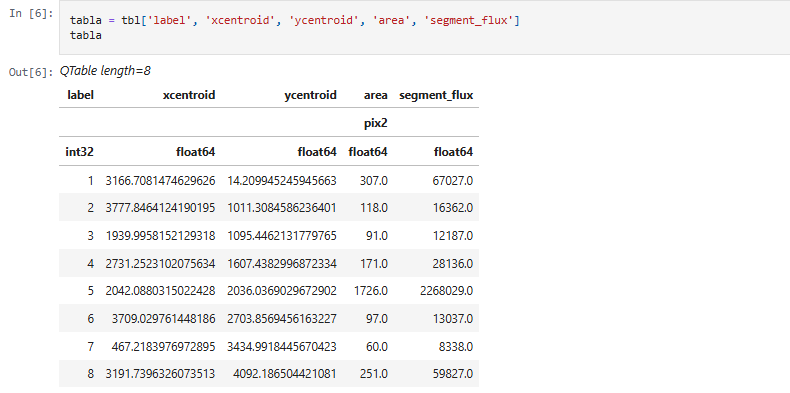 In [6]: tabla = tbl['label', 'xcentroid', 'ycentroid', 'area', 'segment_flux']
tabla
Out[6]: QTable length=8
label xcentroid ycentroid area segment_flux
pix2
int32 float64 float64 float64 float64
1 3166.7081474629626 14.209945245945663 307.0 67027.0
2 3777.8464124190195 1011.3084586236401 118.0 16362.0
3 1939.9958152129318 1095.4462131779765 91.0 12187.0
4 2731.2523102075634 1607.4382996872334 171.0 28136.0
5 2042.0880315022428 2036.0369029672902 1726.0 2268029.0
6 3709.029761448186 2703.8569456163227 97.0 13037.0
7 467.2183976972895 3434.9918445670423 60.0 8338.0
8 3191.7396326073513 4092.186504421081 251.0 59827.0